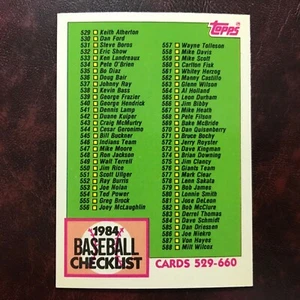 Topps
529 Keith Atherton
530 Dan Ford
531 Steve Boros
532 Eric Show
533 Ken Landreaux
534 Pete O'Brien
535 Bo Diaz
536 Doug Bair
537 Johnny Ray
538 Kevin Bass
539 George Frazier
540 George Hendrick
541 Dennis Lamp
542 Duane Kuiper
543 Craig McMurtry
544 Cesar Geronimo
545 Bill Buckner
546 Indians Team
547 Mike Moore
548 Ron Jackson
549 Walt Terrell
550 Jim Rice
551 Scott Ullger
552 Ray Burris
553 Joe Nolan
554 Ted Power
555 Greg Brock
556 Joey McLaughlin
557 Wayne Tolleson
558 Mike Davis
559 Mike Scott
560 Carlton Fisk
561 Whitey Herzog
562 Manny Castillo
563 Glenn Wilson
564 Al Holland
565 Leon Durham
566 Jim Bibby
567 Mike Heath
568 Pete Filson
569 Bake McBride
570 Dan Quisenberry
571 Bruce Bochy
572 Jerry Royster
573 Dave Kingman
574 Brian Downing
575 Jim Clancy
576 Giants Team
577 Mark Clear
578 Lenn Sakata
579 Bob James
580 Lonnie Smith
581 Jose DeLeon
582 Bob McClure
583 Derrel Thomas
584 Dave Schmidt
585 Dan Driessen
586 Joe Niekro
587 Von Hayes
588 Milt Wilcox
1984
BASEBALL
CHECKLIST
CARDS 529-660